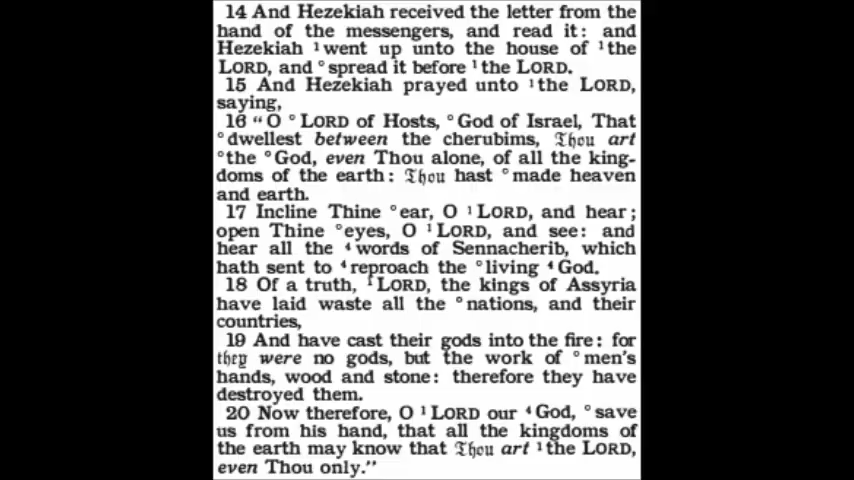 14 And Hezekiah received the letter from the
hand of the messengers, and read it: and
Hezekiah ¹went up unto the house of ¹the
LORD, and °spread it before ¹the LORD.
15 And Hezekiah prayed unto ¹the LORD,
saying,
16 "O °LORD of Hosts, °God of Israel, That
°dwellest between the cherubims, Thou art
°the °God, even Thou alone, of all the king-
doms of the earth: Thou hast °made heaven
and earth.
17 Incline Thine °ear, O ¹LORD, and hear;
open Thine °eyes, O ¹LORD, and see: and
hear all the ⁴words of Sennacherib, which
hath sent to ⁴reproach the °living ⁴God.
18 Of a truth, ¹LORD, the kings of Assyria
have laid waste all the °nations, and their
countries,
19 And have cast their gods into the fire: for
they were no gods, but the work of °men's
hands, wood and stone: therefore they have
destroyed them.
20 Now therefore, O ¹LORD our ⁴God, °save
us from his hand, that all the kingdoms of
the earth may know that Thou art ¹the LORD,
even Thou only."